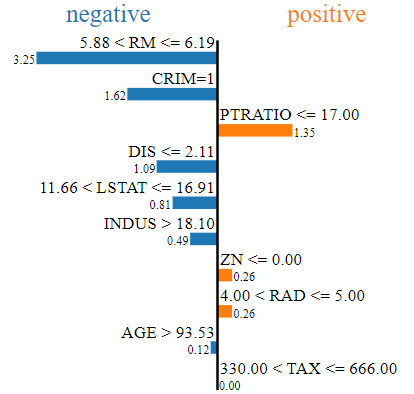 negative positive
5.88 < RM <= 6.19
3.25
CRIM=1
1.62
PTRATIO <= 17.00
1.35
DIS <= 2.11
1.09
11.66 < LSTAT <= 16.91
0.81
INDUS > 18.10
0.49
ZN <= 0.00
0.26
4.00 < RAD <= 5.00
0.26
AGE > 93.53
0.12
330.00 < TAX <= 666.00
0.00